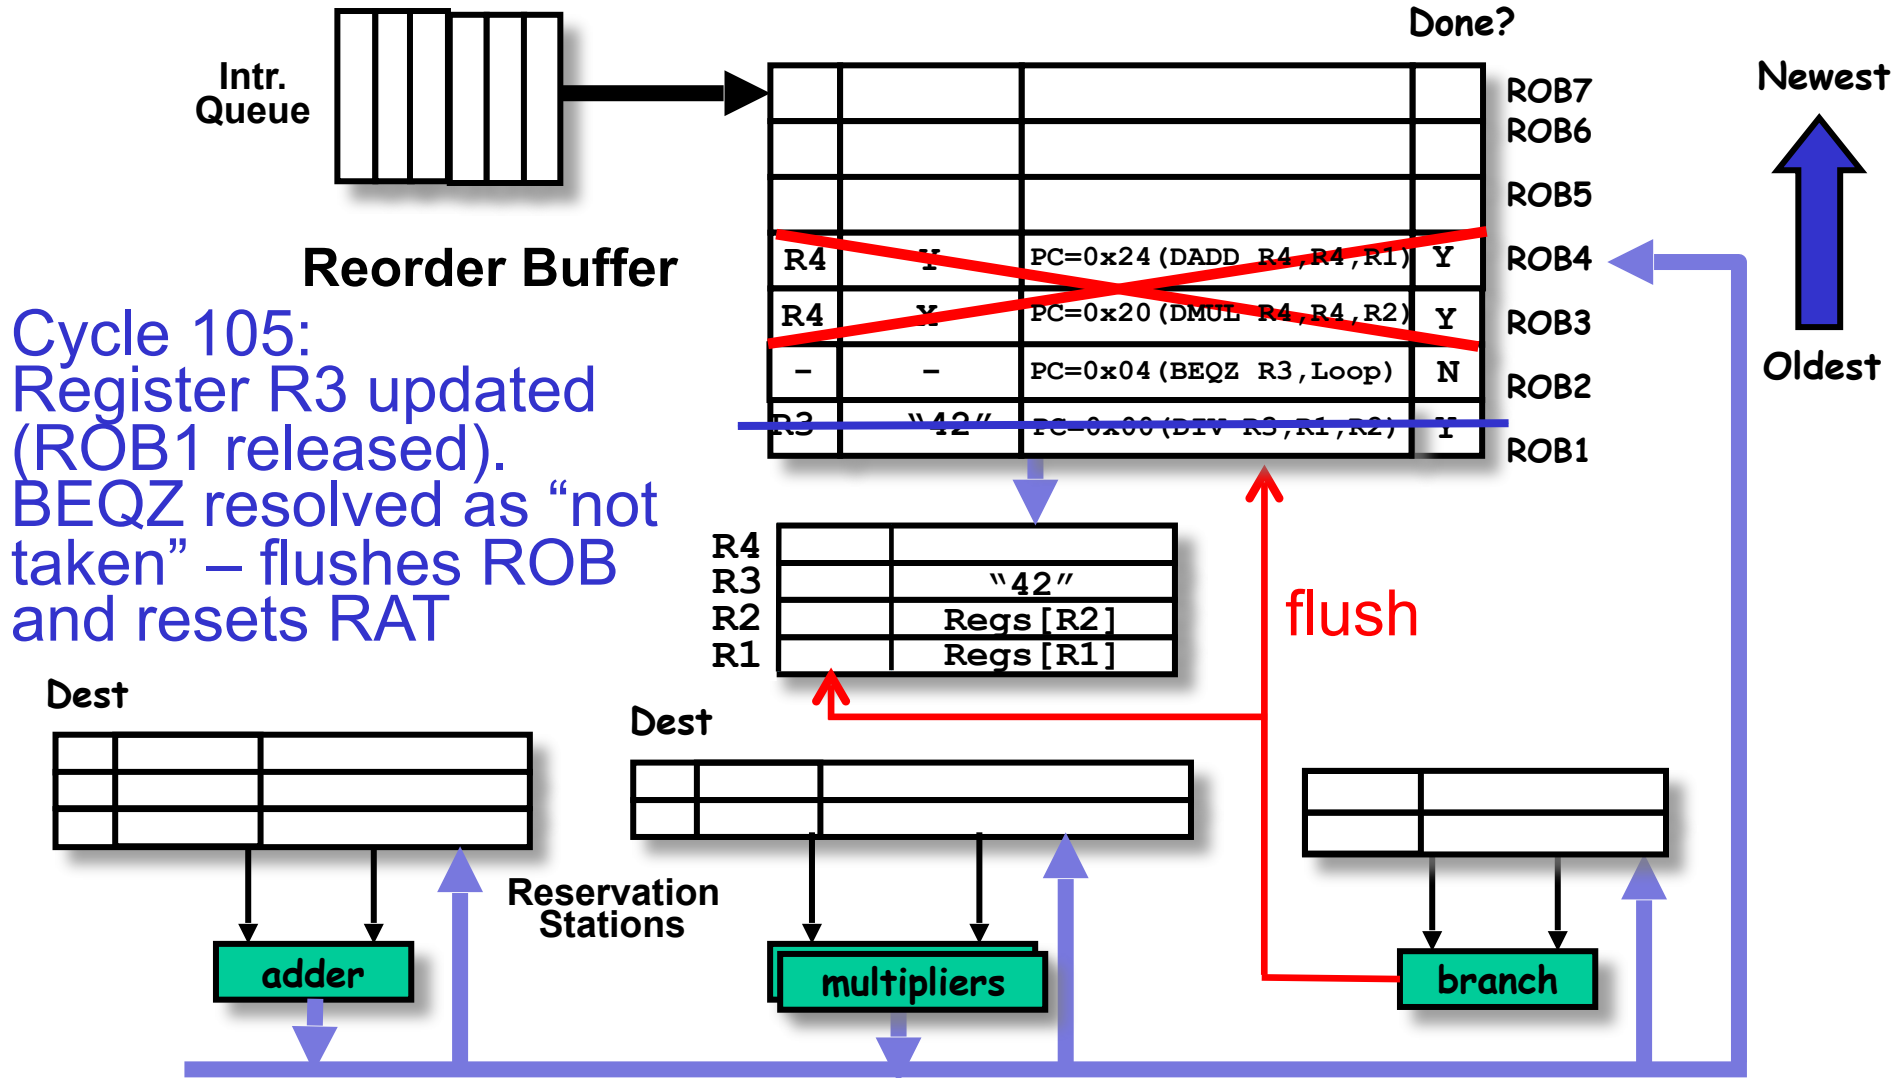 Done?
Intr.
Queue
Newest
ROB7
ROB6
ROB5
R4 Y PC=0x24(DADD R4,R4,R1) Y ROB4
R4 X PC=0x20(DMUL R4,R4,R2) Y ROB3
- - PC=0x04(BEQZ R3,Loop) N ROB2
R3 "42" PC=0x00(DIV R3,R1,R2) Y ROB1
Oldest
Reorder Buffer
Cycle 105:
Register R3 updated
(ROB1 released).
BEQZ resolved as “not
taken” – flushes ROB
and resets RAT
R4
R3 "42"
R2 Regs[R2]
R1 Regs[R1]
flush
Dest
Dest
Reservation
Stations
adder
multipliers
branch